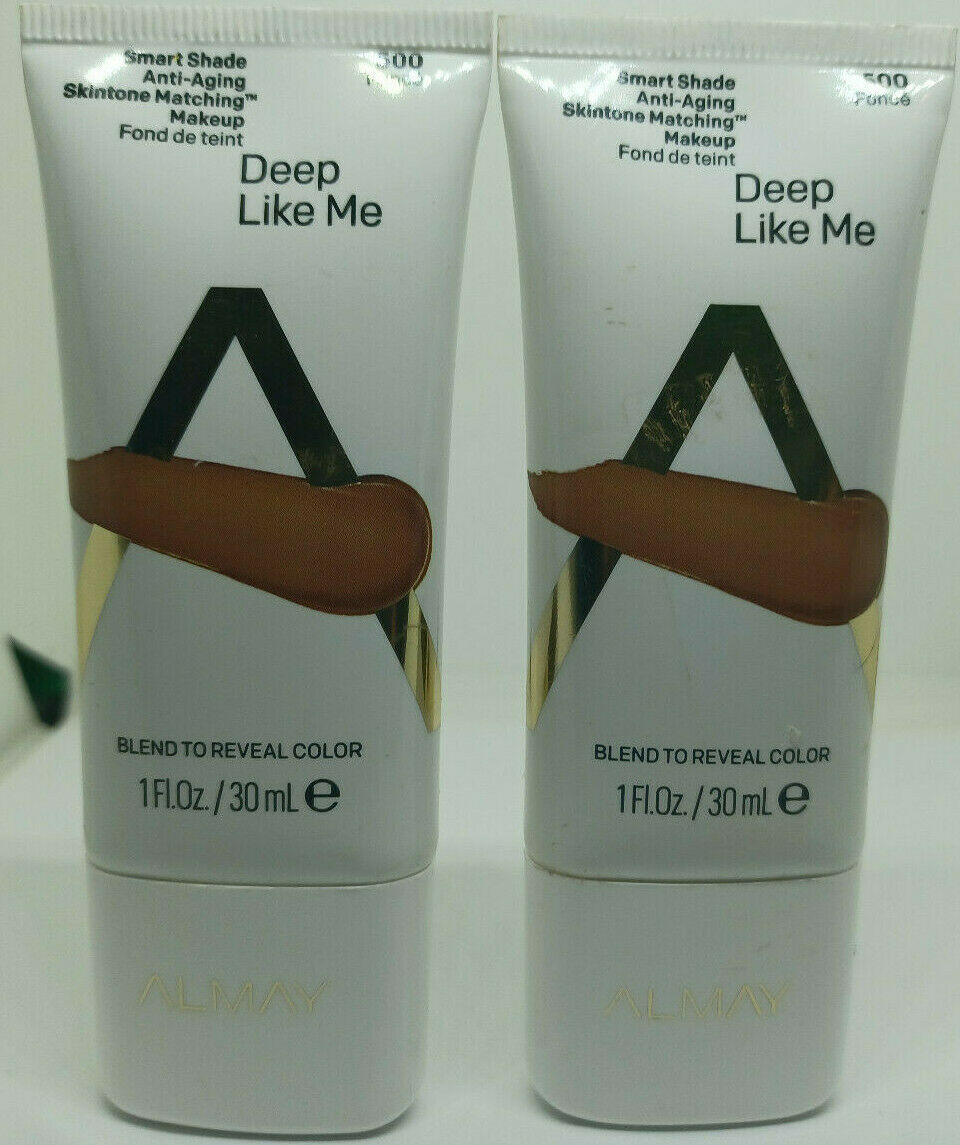 Smart Shade
Anti-Aging
Skintone Matching™
Makeup
Fond de teint
Deep
Like Me
BLEND TO REVEAL COLOR
1 Fl.Oz. / 30 mL e
ALMAY
Smart Shade
Anti-Aging
Skintone Matching™
Makeup
Fond de teint
Foncé
Deep
Like Me
BLEND TO REVEAL COLOR
1 Fl.Oz. / 30 mL e
ALMAY